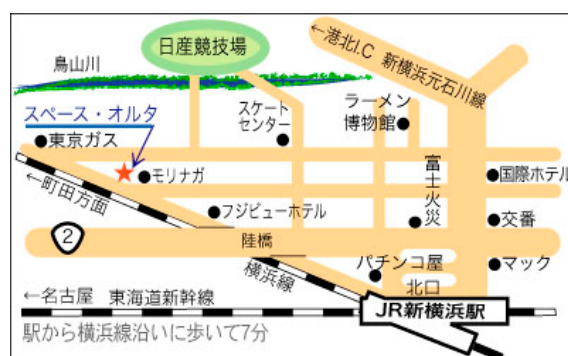 日産競技場
←港北I.C 新横浜元石川線
鳥山川
スペース・オルタ
スケート
センター
ラーメン
博物館
東京ガス
モリナガ
富士火災
国際ホテル
←町田方面
フジビューホテル
交番
2
陸橋
横浜線
パチンコ屋
マック
北口
←名古屋 東海道新幹線
JR新横浜駅
駅から横浜線沿いに歩いて7分